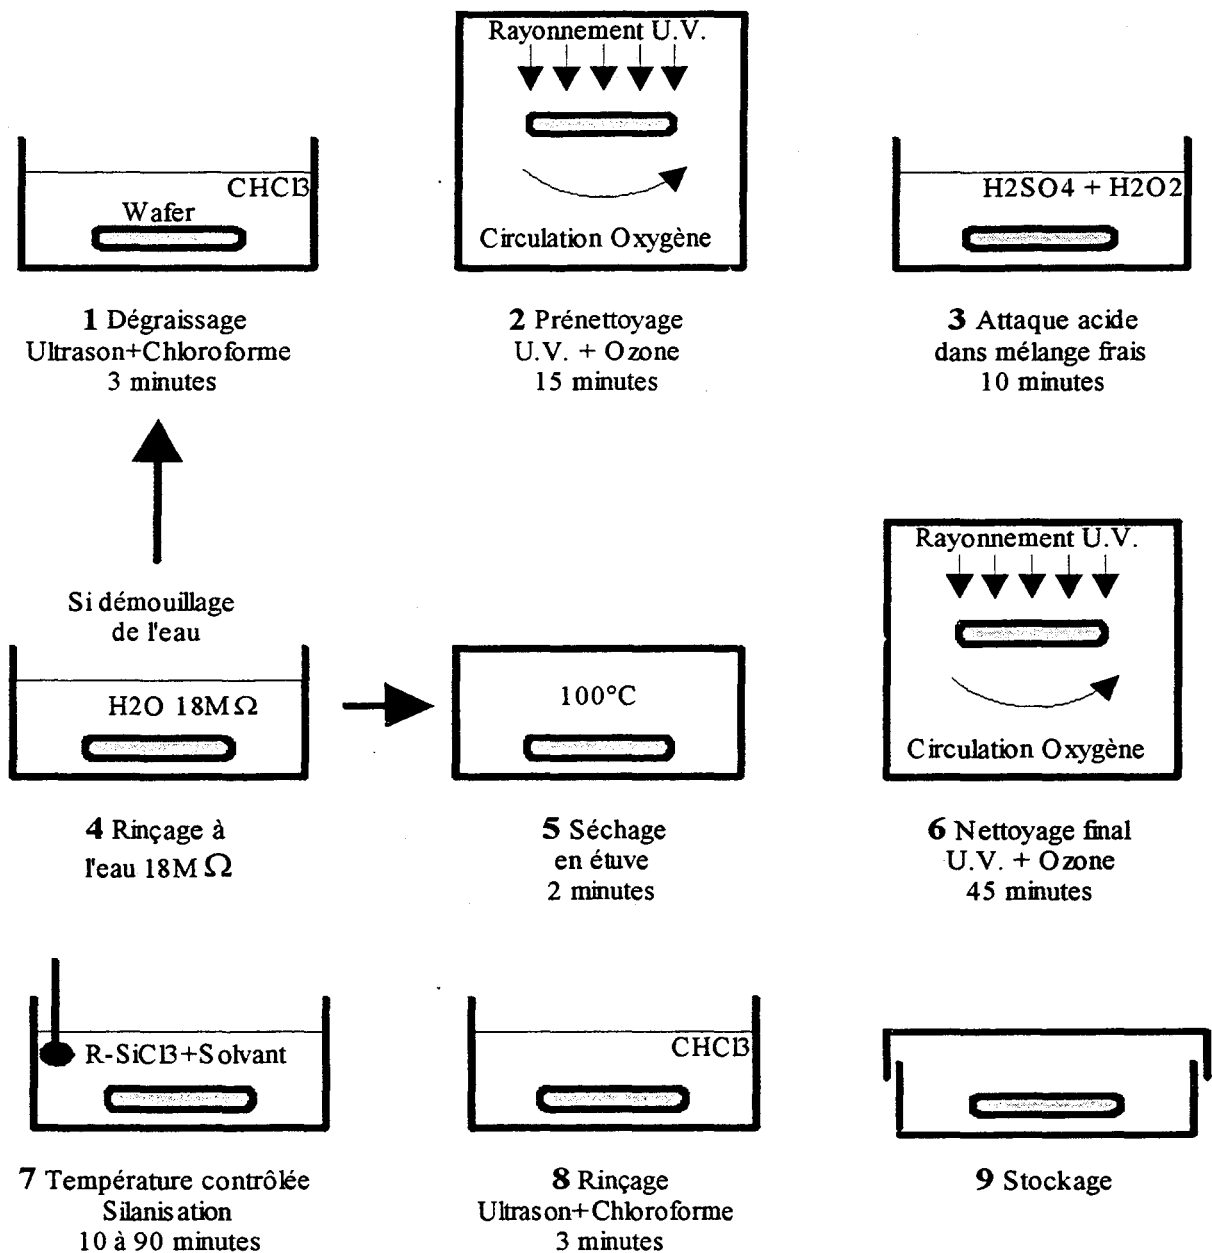 CHCl3
Wafer
1 Dégraissage
Ultrason+Chloroforme
3 minutes
Rayonnement U.V.
Circulation Oxygène
2 Prénettoyage
U.V. + Ozone
15 minutes
H2SO4 + H2O2
3 Attaque acide
dans mélange frais
10 minutes
Si démouillage
de l'eau
H2O 18MΩ
4 Rinçage à
l'eau 18MΩ
100°C
5 Séchage
en étuve
2 minutes
Rayonnement U.V.
Circulation Oxygène
6 Nettoyage final
U.V. + Ozone
45 minutes
R-SiCl3+Solvant
7 Température contrôlée
Silanisation
10 à 90 minutes
CHCl3
8 Rinçage
Ultrason+Chloroforme
3 minutes
9 Stockage